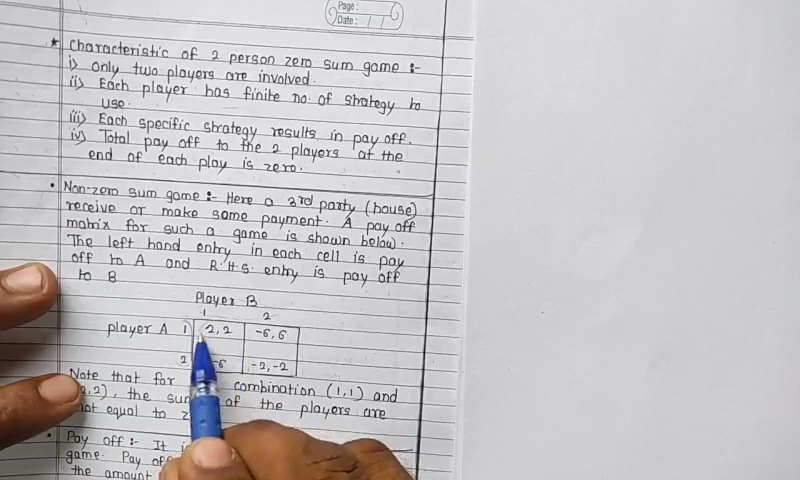 Page:
Date: / /
★ Characteristic of 2 person zero sum game :-
i) Only two players are involved.
ii) Each player has finite no. of strategy to
use.
iii) Each specific strategy results in pay off.
iv) Total pay off to the 2 players at the
end of each play is zero.
• Non-zero sum game :- Here a 3rd party (house)
receive or make some payment. A pay off
matrix for such a game is shown below.
The left hand entry in each cell is pay
off to A and R.H.S. entry is pay off
to B
Player B
1 2
player A 1 2, 2 -6, 6
2 -6 -2, -2
Note that for combination (1,1) and
2), the sum of the players are
not equal to
• Pay off :- It
game. Pay off
the amount